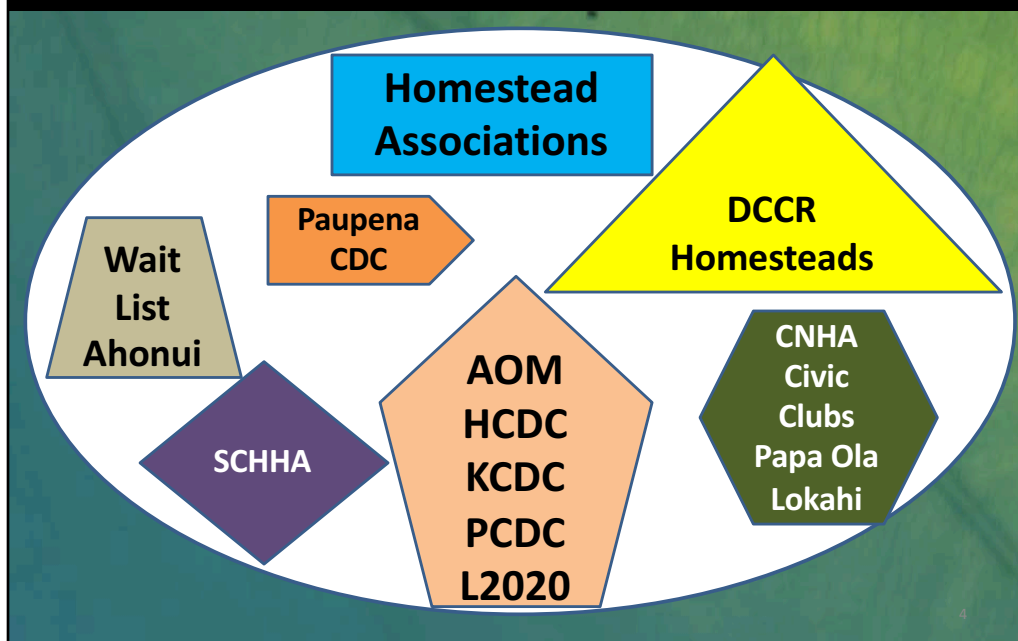 Homestead
Associations
DCCR
Homesteads
Paupena
CDC
Wait
List
Ahonui
SCHHA
AOM
HCDC
KCDC
PCDC
L2020
CNHA
Civic
Clubs
Papa Ola
Lokahi
4